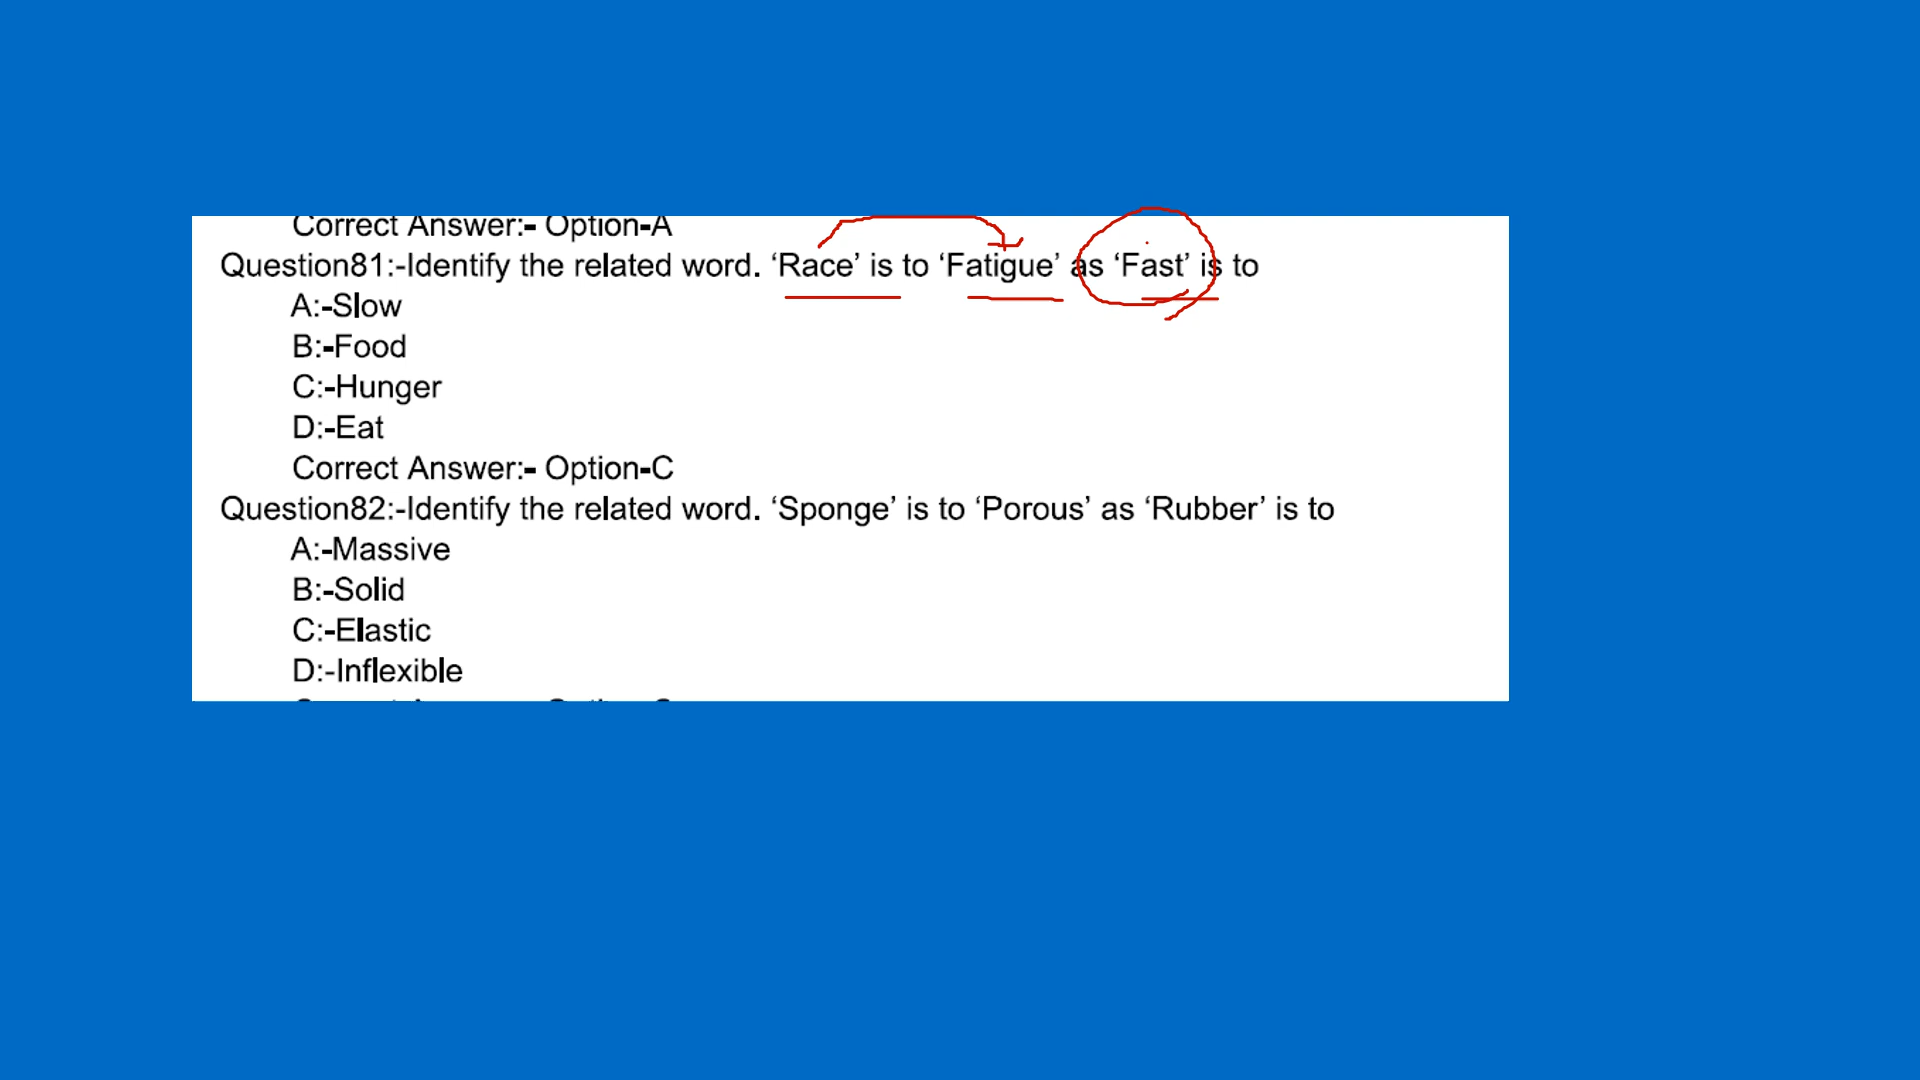 Correct Answer:- Option-A
Question81:-Identify the related word. ‘Race’ is to ‘Fatigue’ as ‘Fast’ is to
A:-Slow
B:-Food
C:-Hunger
D:-Eat
Correct Answer:- Option-C
Question82:-Identify the related word. ‘Sponge’ is to ‘Porous’ as ‘Rubber’ is to
A:-Massive
B:-Solid
C:-Elastic
D:-Inflexible